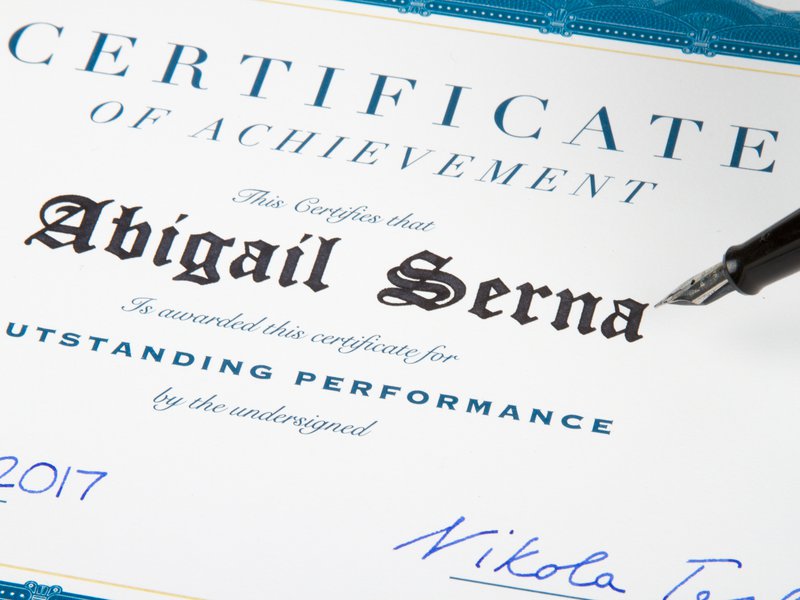 CERTIFICATE
OF ACHIEVEMENT
This Certifies that
Abigail Serna
Is awarded this certificate for
UTSTANDING PERFORMANCE
by the undersigned
2017
Nikola